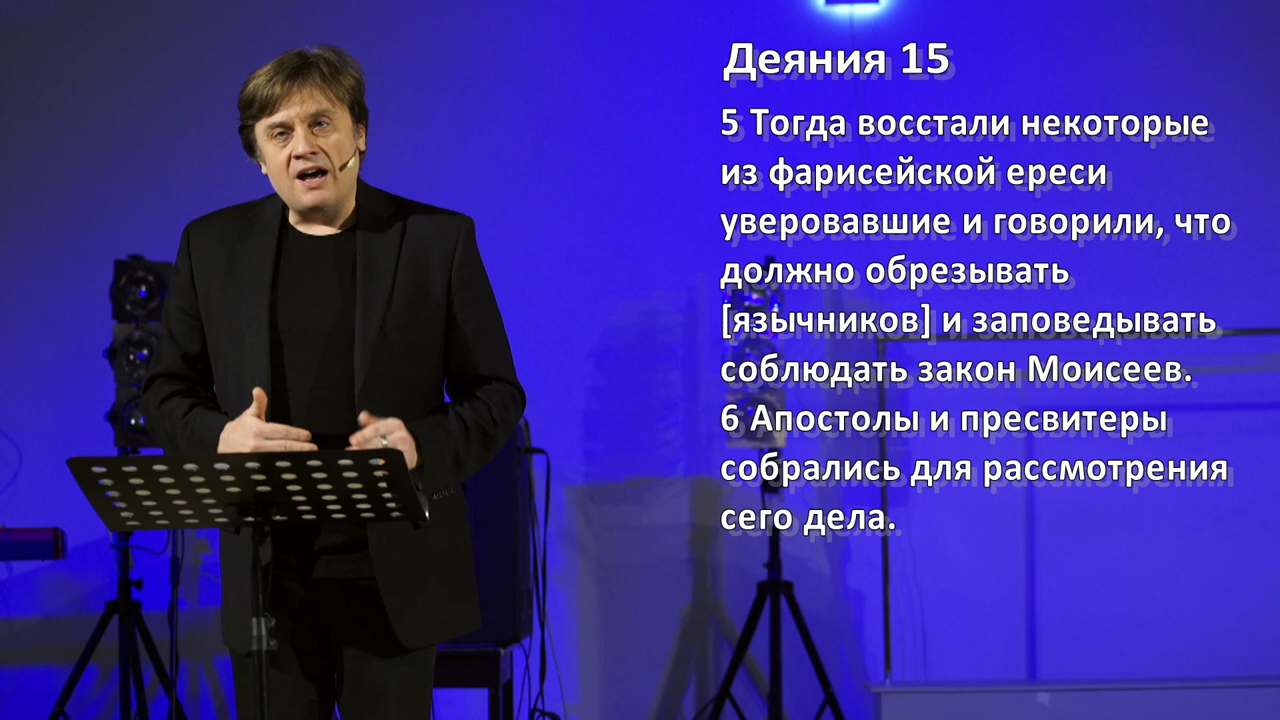 Деяния 15
5 Тогда восстали некоторые
из фарисейской ереси
уверовавшие и говорили, что
должно обрезывать
[язычников] и заповедывать
соблюдать закон Моисеев.
6 Апостолы и пресвитеры
собрались для рассмотрения
сего дела.